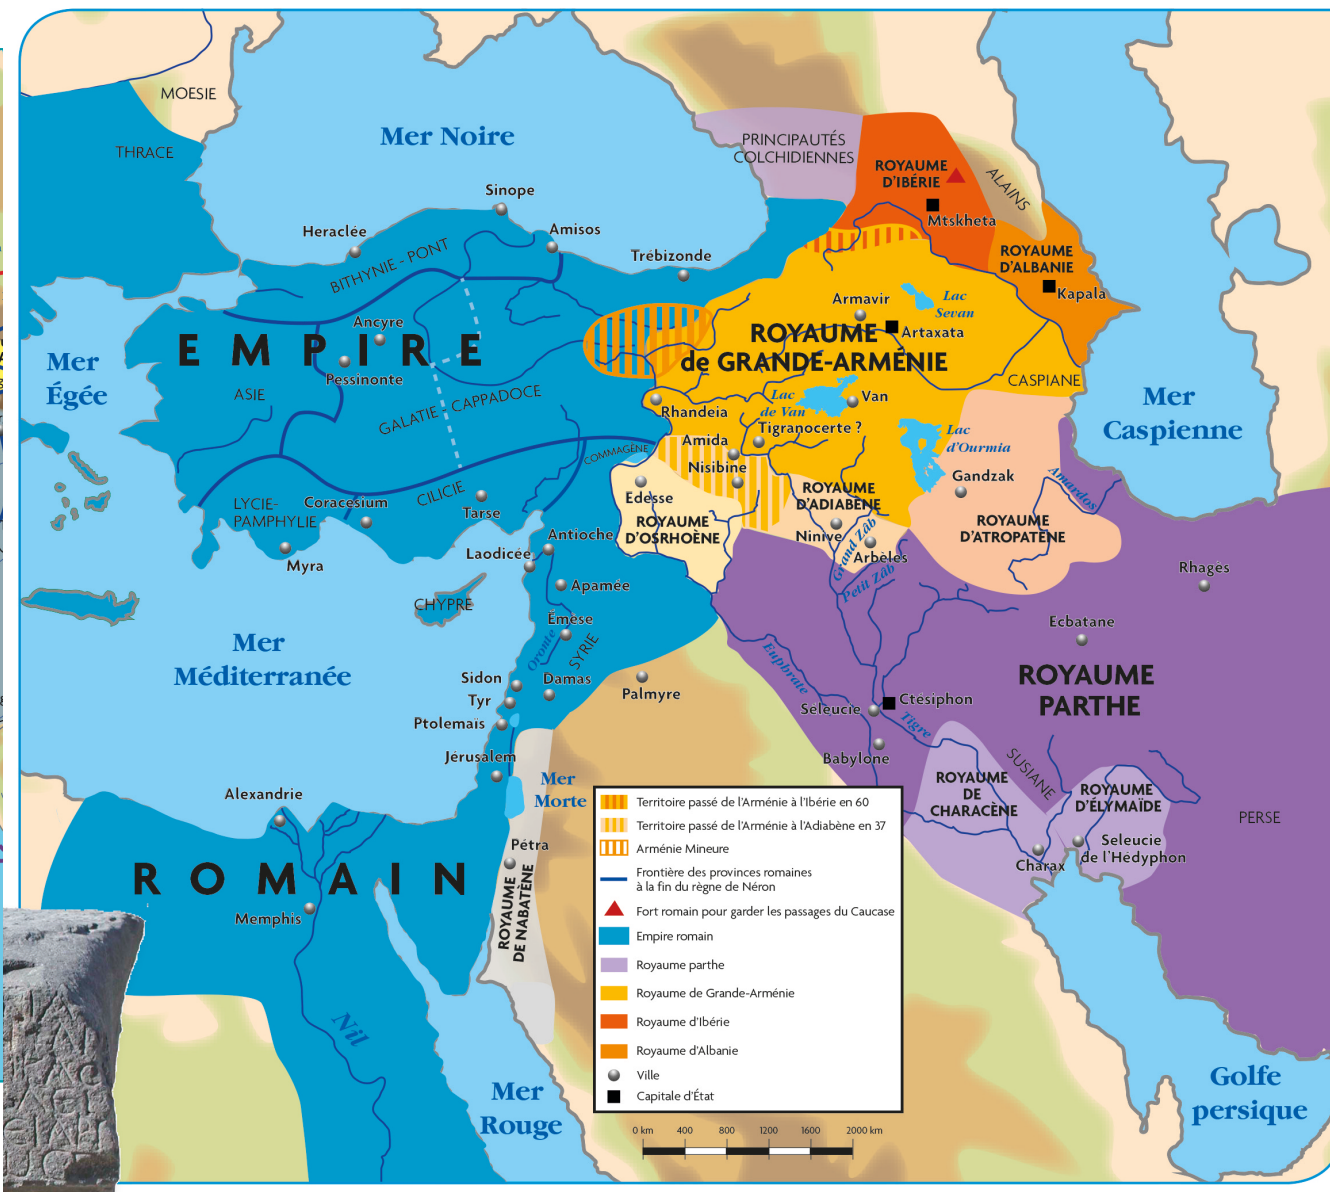 MOESIE
THRACE
Mer Noire
PRINCIPAUTÉS
COLCHIDIENNES
ROYAUME
D'IBÉRIE
ALAINS
Mtskheta
ROYAUME
D'ALBANIE
Kapala
Sinope
Heraclée
Amisos
Trébizonde
BITHYNIE - PONT
Armavir
Lac
Sevan
Artaxata
ROYAUME
de GRANDE-ARMÉNIE
EMPIRE
Ancyre
Pessinonte
Mer
Égée
ASIE
GALATIE - CAPPADOCE
CASPIANE
Mer
Caspienne
Rhandeia
Lac
de Van
Van
Tigranocerte ?
Amida
Nisibine
Lac
d'Ourmia
Gandzak
Amardos
COMMAGÈNE
CILICIE
LYCIE-
PAMPHYLIE
Coracesium
Tarse
Myra
Edesse
ROYAUME
D'OSRHOÈNE
ROYAUME
D'ADIABÈNE
Ninive
Grand Zâb
Arbèles
Petit Zâb
ROYAUME
D'ATROPATÈNE
Rhagès
Antioche
Laodicée
Apamée
CHYPRE
Émèse
Oronte
SYRIE
Mer
Méditerranée
Sidon
Damas
Tyr
Ptolemaïs
Palmyre
Jérusalem
Ecbatane
ROYAUME
PARTHE
Euphrate
Séleucie
Ctésiphon
Tigre
Babylone
SUSIANE
ROYAUME
DE
CHARACÈNE
ROYAUME
D'ÉLYMAÏDE
PERSE
Seleucie
de l'Hédyphon
Charax
Alexandrie
Mer
Morte
Pétra
ROMAIN
Memphis
ROYAUME
DE NABATÈNE
Nil
Mer
Rouge
Golfe
persique
Territoire passé de l'Arménie à l'Ibérie en 60
Territoire passé de l'Arménie à l'Adiabène en 37
Arménie Mineure
Frontière des provinces romaines
à la fin du règne de Néron
Fort romain pour garder les passages du Caucase
Empire romain
Royaume parthe
Royaume de Grande-Arménie
Royaume d'Ibérie
Royaume d'Albanie
Ville
Capitale d'État
0 km 400 800 1200 1600 2000 km